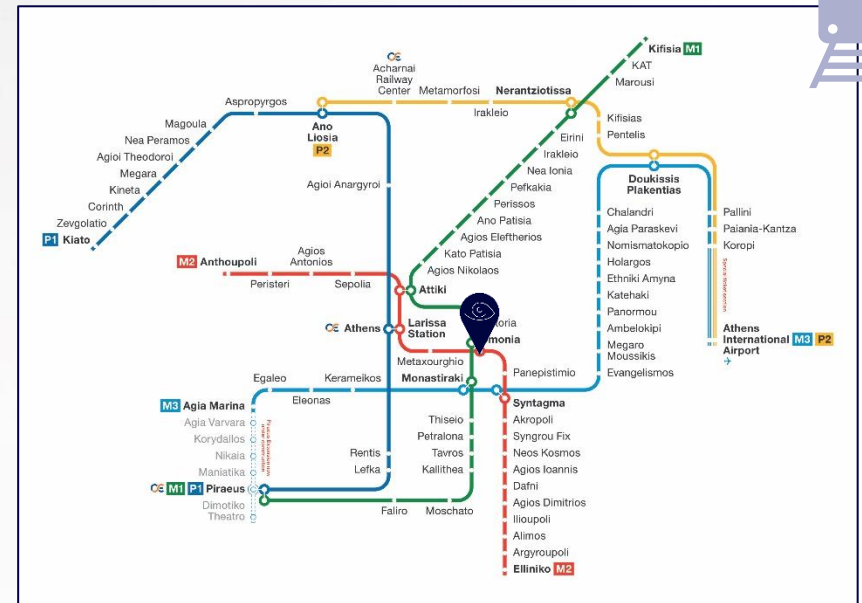 Kifisia M1
KAT
Marousi
OE
Acharnai
Railway
Center
Metamorfosi
Nerantziotissa
Irakleio
Aspropyrgos
Magoula
Nea Peramos
Agioi Theodoroi
Megara
Kineta
Corinth
Zevgolatio
P1 Kiato
Ano
Liosia
P2
Agioi Anargyroi
Kifisias
Pentelis
Eirini
Irakleio
Nea Ionia
Pefkakia
Perissos
Ano Patisia
Agios Eleftherios
Kato Patisia
Agios Nikolaos
Attiki
Doukissis
Plakentias
Chalandri
Agia Paraskevi
Nomismatokopio
Holargos
Ethniki Amyna
Katehaki
Panormou
Ambelokipi
Megaro
Moussikis
Evangelismos
Pallini
Paiania-Kantza
Koropi
Athens
International M3 P2
Airport
M2 Anthoupoli
Agios
Antonios
Peristeri
Sepolia
OE Athens
Larissa
Station
Metaxourghio
Monastiraki
Panepistimio
Syntagma
Egaleo
Kerameikos
Eleonas
M3 Agia Marina
Agia Varvara
Korydallos
Nikaia
Maniatika
OE M1 P1 Piraeus
Dimotiko
Theatro
Rentis
Lefka
Thiseio
Petralona
Tavros
Kallithea
Faliro
Moschato
Akropoli
Syngrou Fix
Neos Kosmos
Agios Ioannis
Dafni
Agios Dimitrios
Ilioupoli
Alimos
Argyroupoli
Elliniko M2